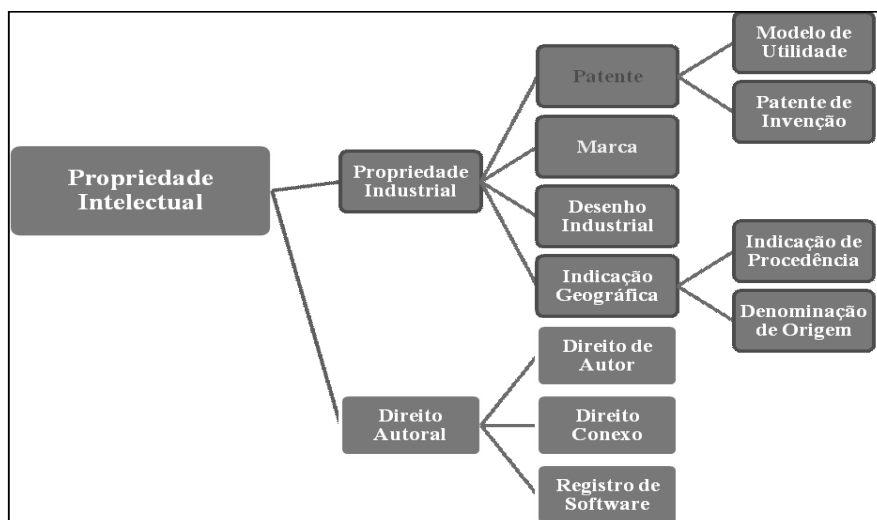 Propriedade
Intelectual
Propriedade
Industrial
Patente
Modelo de
Utilidade
Patente de
Invenção
Marca
Desenho
Industrial
Indicação
Geográfica
Indicação de
Procedência
Denominação
de Origem
Direito
Autoral
Direito de
Autor
Direito
Conexo
Registro de
Software